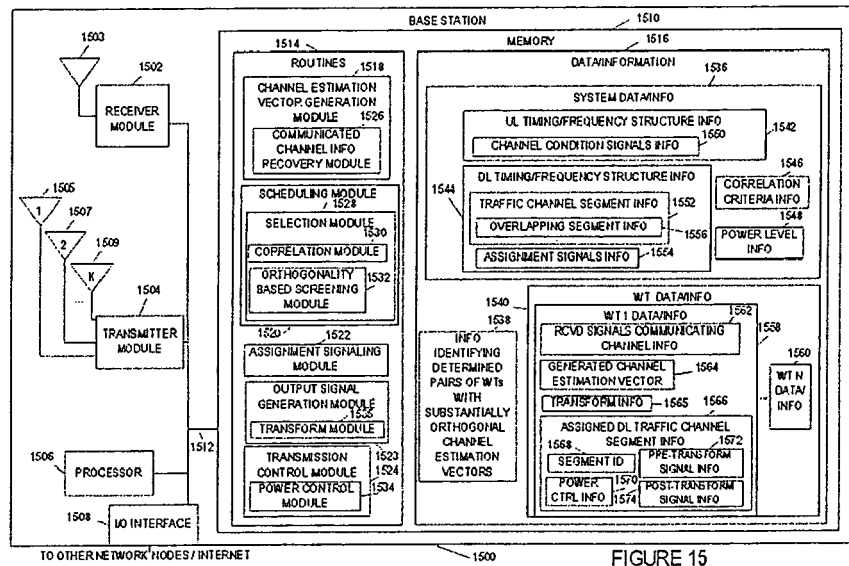 BASE STATION
1510
MEMORY
1503
1502
RECEIVER
MODULE
1505
1
1507
2
1509
K
...
1504
TRANSMITTER
MODULE
1506
PROCESSOR
1508
I/O INTERFACE
1512
TO OTHER NETWORK NODES / INTERNET
1514
ROUTINES
1518
CHANNEL ESTIMATION
VECTOR GENERATION
MODULE
1526
COMMUNICATED
CHANNEL INFO
RECOVERY MODULE
SCHEDULING MODULE
1528
SELECTION MODULE
1530
CORRELATION MODULE
ORTHOGONALITY
BASED SCREENING
MODULE
1532
1520
1522
ASSIGNMENT SIGNALING
MODULE
OUTPUT SIGNAL
GENERATION MODULE
1535
TRANSFORM MODULE
1523
TRANSMISSION
CONTROL MODULE
1524
POWER CONTROL
MODULE
1534
1516
DATA/INFORMATION
1536
SYSTEM DATA/INFO
UL TIMING/FREQUENCY STRUCTURE INFO
1550
CHANNEL CONDITION SIGNALS INFO
1542
DL TIMING/FREQUENCY STRUCTURE INFO
1544
TRAFFIC CHANNEL SEGMENT INFO
1552
OVERLAPPING SEGMENT INFO
1556
ASSIGNMENT SIGNALS INFO
1554
1546
CORRELATION
CRITERIA INFO
1548
POWER LEVEL
INFO
1538
INFO
IDENTIFYING
DETERMINED
PAIRS OF WTs
WITH
SUBSTANTIALLY
ORTHOGONAL
CHANNEL
ESTIMATION
VECTORS
1540
WT DATA/INFO
WT 1 DATA/INFO
1562
1558
RCVD SIGNALS COMMUNICATING
CHANNEL INFO
GENERATED CHANNEL
ESTIMATION VECTOR
1564
TRANSFORM INFO
1565
1566
ASSIGNED DL TRAFFIC CHANNEL
SEGMENT INFO
1568
SEGMENT ID
1572
PRE-TRANSFORM
SIGNAL INFO
POWER
CTRL INFO
1570
1574
POST-TRANSFORM
SIGNAL INFO
1560
WT N
DATA/
INFO
1500
FIGURE 15